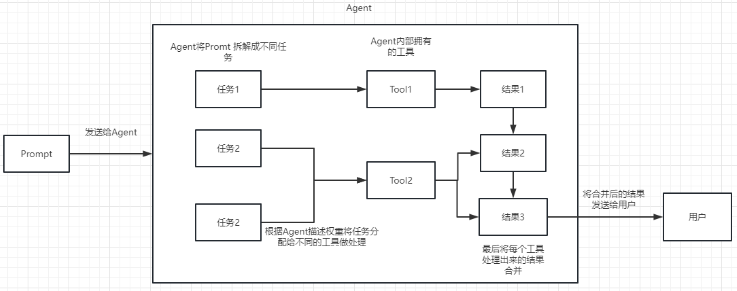 Agent
Agent将Promt 拆解成不同任
务
Agent内部拥有
的工具
任务1
Tool1
结果1
发送给Agent
Prompt
任务2
结果2
Tool2
任务2
根据Agent描述权重将任务分
配给不同的工具做处理
结果3
将合并后的结果
发送给用户
用户
最后将每个工具
处理出来的结果
合并